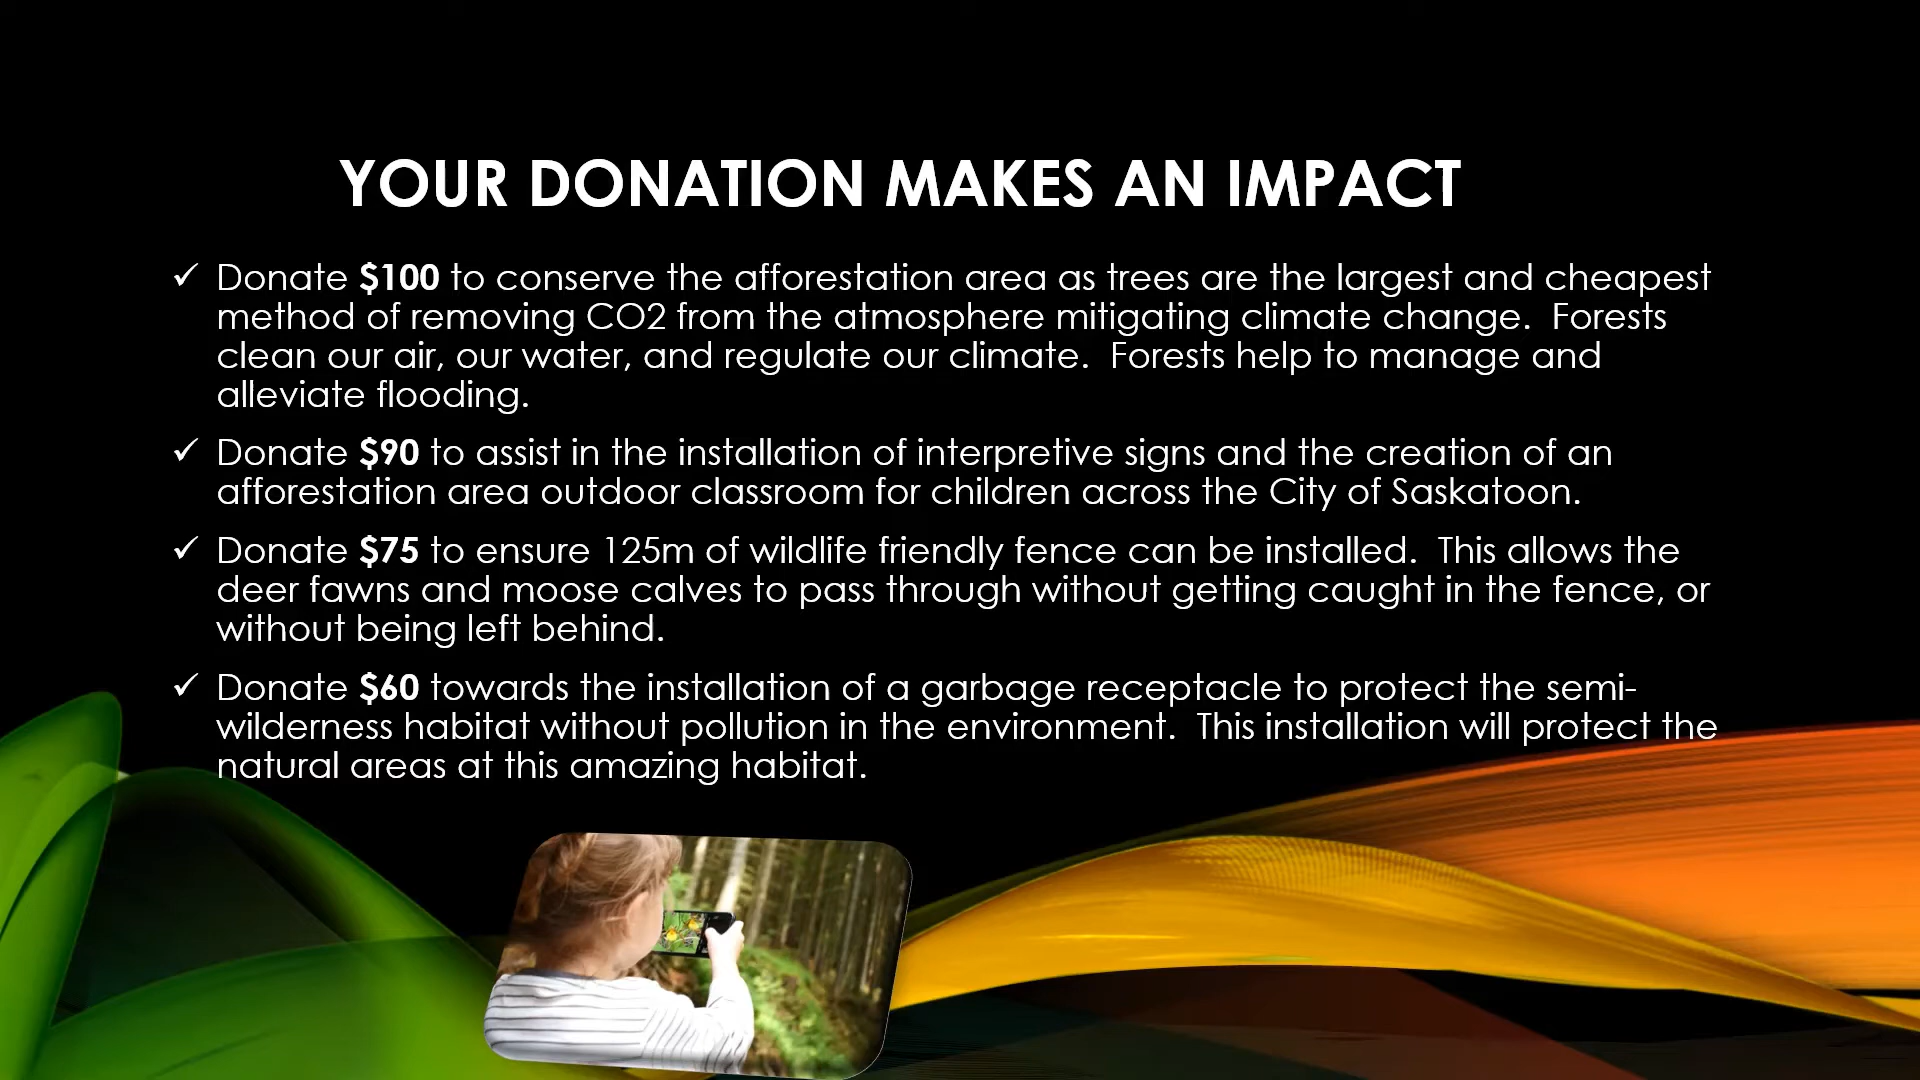 YOUR DONATION MAKES AN IMPACT
✓ Donate $100 to conserve the afforestation area as trees are the largest and cheapest
method of removing CO2 from the atmosphere mitigating climate change.  Forests
clean our air, our water, and regulate our climate.  Forests help to manage and
alleviate flooding.
✓ Donate $90 to assist in the installation of interpretive signs and the creation of an
afforestation area outdoor classroom for children across the City of Saskatoon.
✓ Donate $75 to ensure 125m of wildlife friendly fence can be installed.  This allows the
deer fawns and moose calves to pass through without getting caught in the fence, or
without being left behind.
✓ Donate $60 towards the installation of a garbage receptacle to protect the semi-
wilderness habitat without pollution in the environment.  This installation will protect the
natural areas at this amazing habitat.